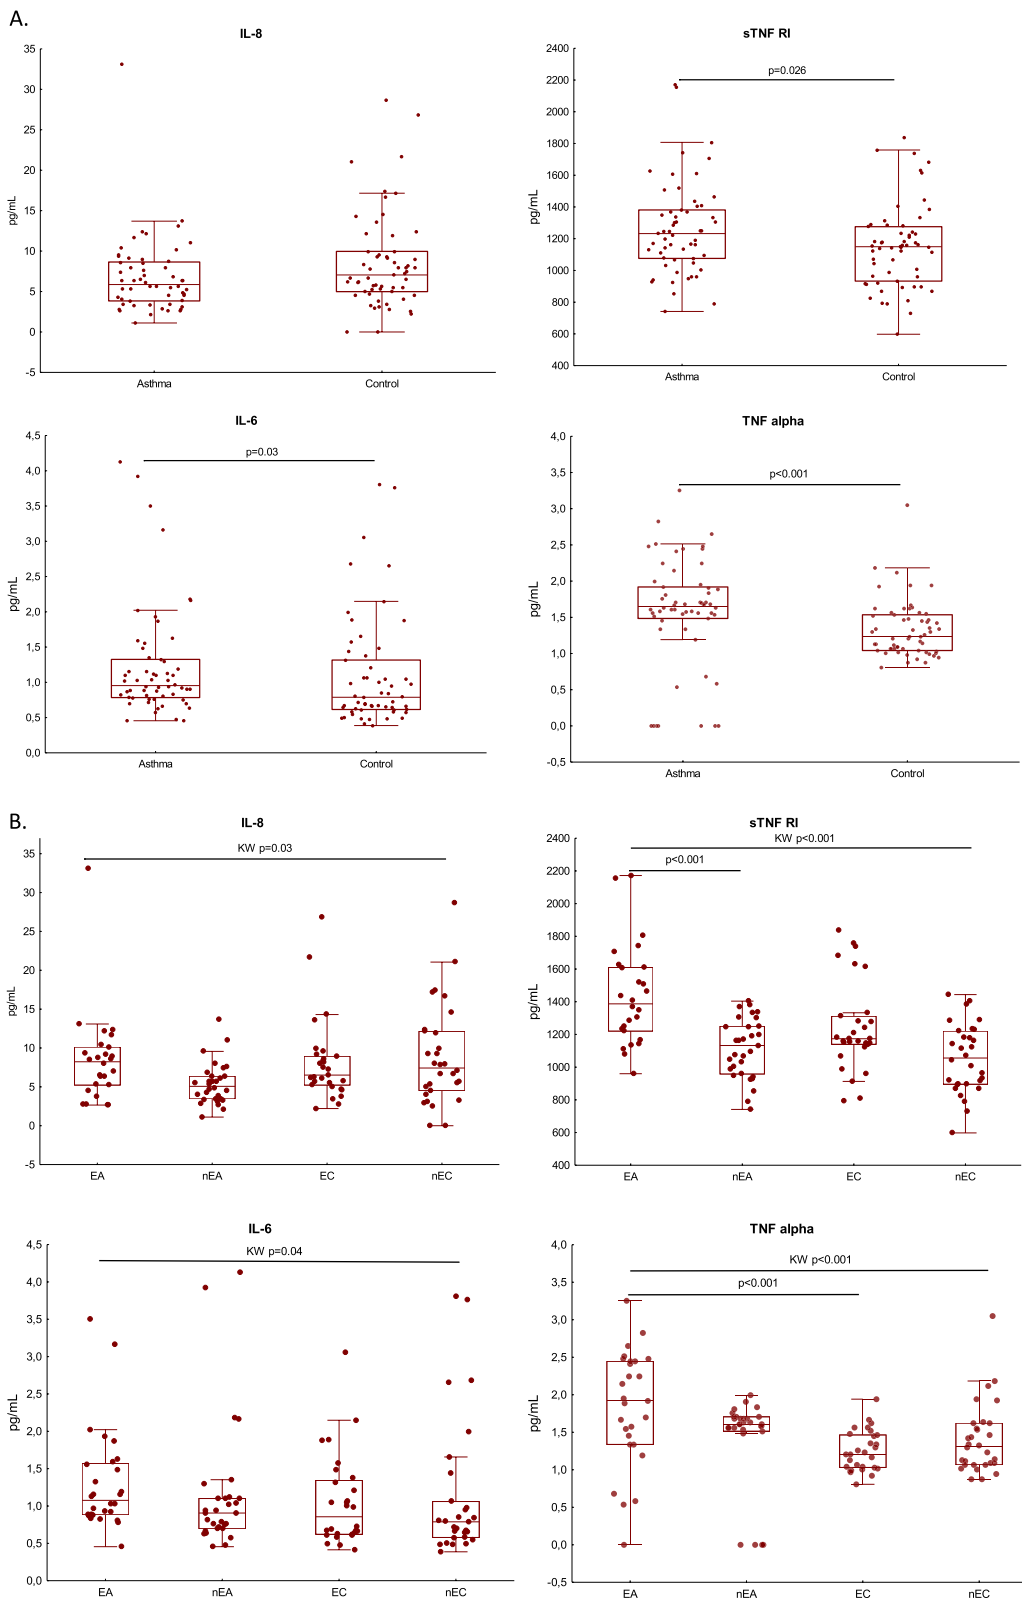 A.
IL-8
35
30
25
20
15
10
5
0
-5
pg/mL
Asthma
Control
sTNF RI
2400
2200
2000
1800
1600
1400
1200
1000
800
600
400
pg/mL
p=0.026
Asthma
Control
IL-6
4,5
4,0
3,5
3,0
2,5
2,0
1,5
1,0
0,5
0,0
pg/mL
p=0.03
Asthma
Control
TNF alpha
4,0
3,5
3,0
2,5
2,0
1,5
1,0
0,5
0,0
-0,5
pg/mL
p<0.001
Asthma
Control
B.
IL-8
35
30
25
20
15
10
5
0
-5
pg/mL
KW p=0.03
EA
nEA
EC
nEC
sTNF RI
2400
2200
2000
1800
1600
1400
1200
1000
800
600
400
pg/mL
KW p<0.001
p<0.001
EA
nEA
EC
nEC
IL-6
4,5
4,0
3,5
3,0
2,5
2,0
1,5
1,0
0,5
0,0
pg/mL
KW p=0.04
EA
nEA
EC
nEC
TNF alpha
4,0
3,5
3,0
2,5
2,0
1,5
1,0
0,5
0,0
-0,5
pg/mL
KW p<0.001
p<0.001
EA
nEA
EC
nEC